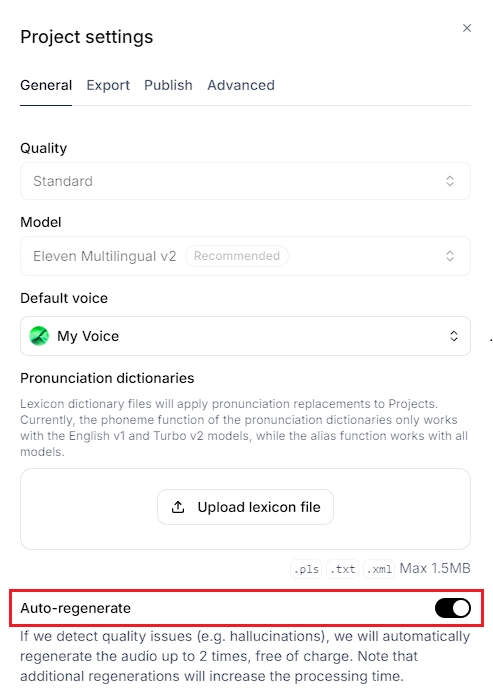 Project settings
General Export Publish Advanced
Quality
Standard
Model
Eleven Multilingual v2 Recommended
Default voice
My Voice
Pronunciation dictionaries
Lexicon dictionary files will apply pronunciation replacements to Projects.
Currently, the phoneme function of the pronunciation dictionaries only works
with the English v1 and Turbo v2 models, while the alias function works with all
models.
Upload lexicon file
.pls .txt .xml Max 1.5MB
Auto-regenerate
If we detect quality issues (e.g. hallucinations), we will automatically
regenerate the audio up to 2 times, free of charge. Note that
additional regenerations will increase the processing time.